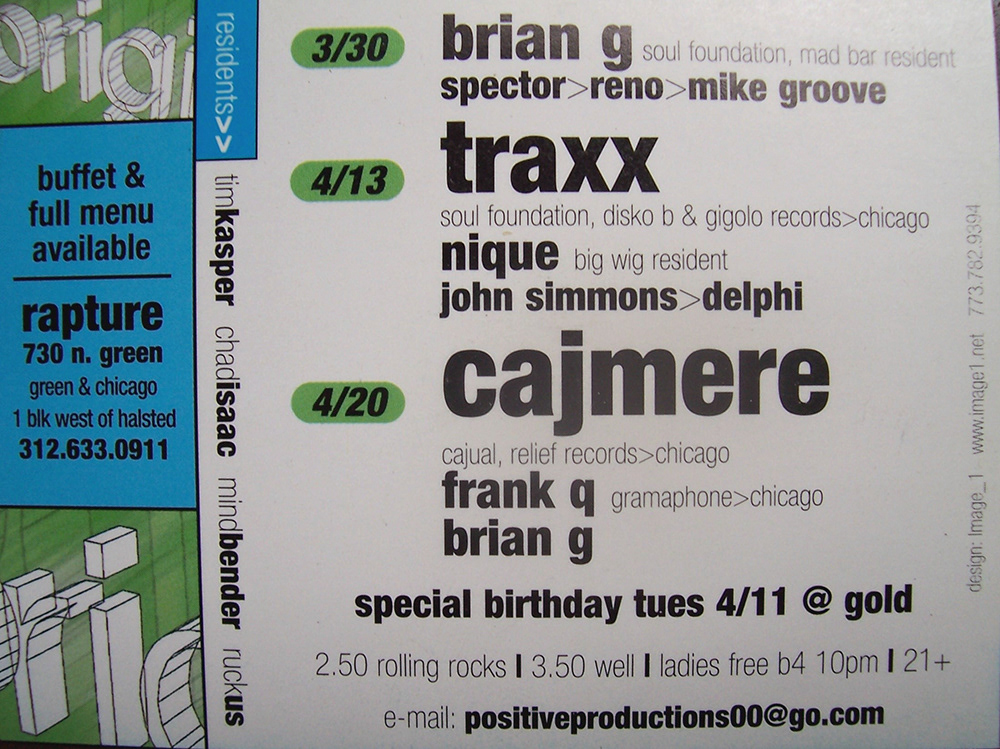 origi
buffet &
full menu
available
rapture
730 n. green
green & chicago
1 blk west of halsted
312.633.0911
residents>>
timkasper chadisaac mindbender ruckus
3/30
brian g soul foundation, mad bar resident
spector>reno>mike groove
4/13
traxx
soul foundation, disko b & gigolo records>chicago
nique big wig resident
john simmons>delphi
4/20
cajmere
cajual, relief records>chicago
frank q gramaphone>chicago
brian g
special birthday tues 4/11 @ gold
2.50 rolling rocks | 3.50 well | ladies free b4 10pm | 21+
e-mail: positiveproductions00@go.com
design: Image_1 www.image1.net 773.782.9394